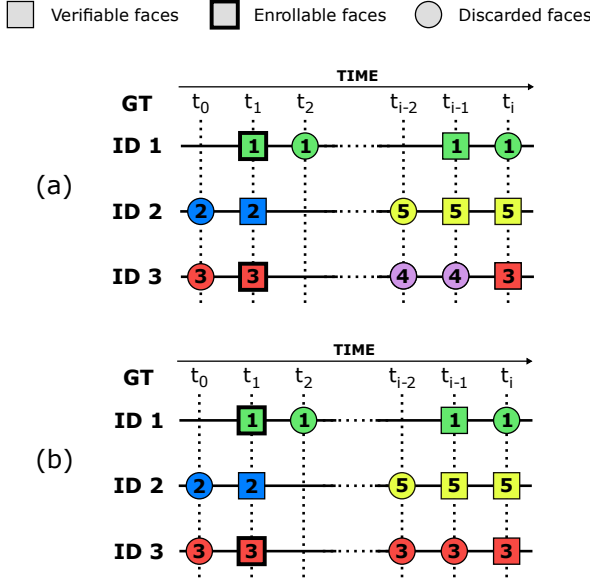 Verifiable faces Enrollable faces Discarded faces
TIME
GT t0 t1 t2 ti-2 ti-1 ti
ID 1 1 1 1 1
(a)
ID 2 2 2 5 5 5
ID 3 3 3 4 4 3
TIME
GT t0 t1 t2 ti-2 ti-1 ti
ID 1 1 1 1 1
(b)
ID 2 2 2 5 5 5
ID 3 3 3 3 3 3